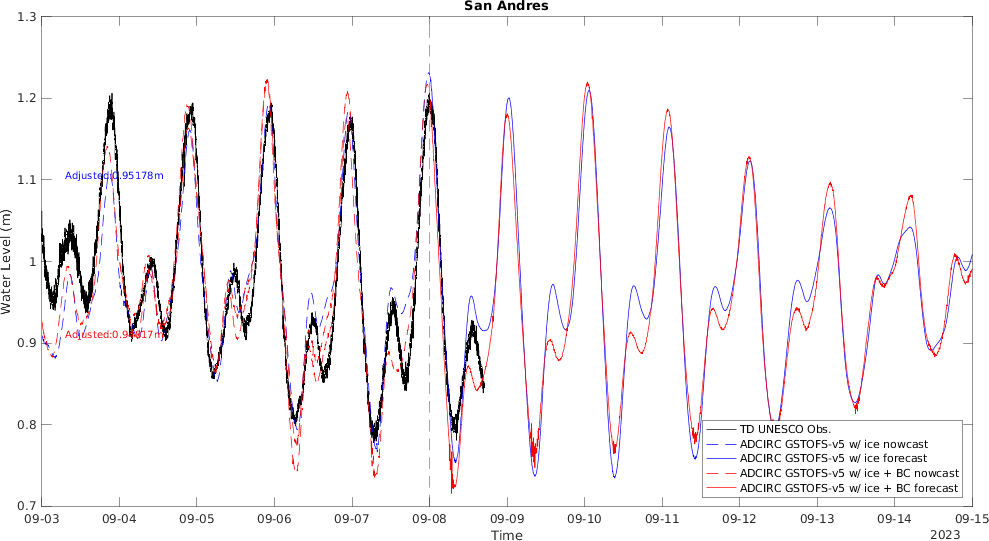 San Andres
Water Level (m)
1.3
1.2
1.1
1
0.9
0.8
0.7
Adjusted:0.95178m
TD UNESCO Obs.
ADCIRC GSTOFS-v5 w/ ice nowcast
ADCIRC GSTOFS-v5 w/ ice forecast
ADCIRC GSTOFS-v5 w/ ice + BC nowcast
ADCIRC GSTOFS-v5 w/ ice + BC forecast
09-03 09-04 09-05 09-06 09-07 09-08 09-09 09-10 09-11 09-12 09-13 09-14 09-15
Time
2023